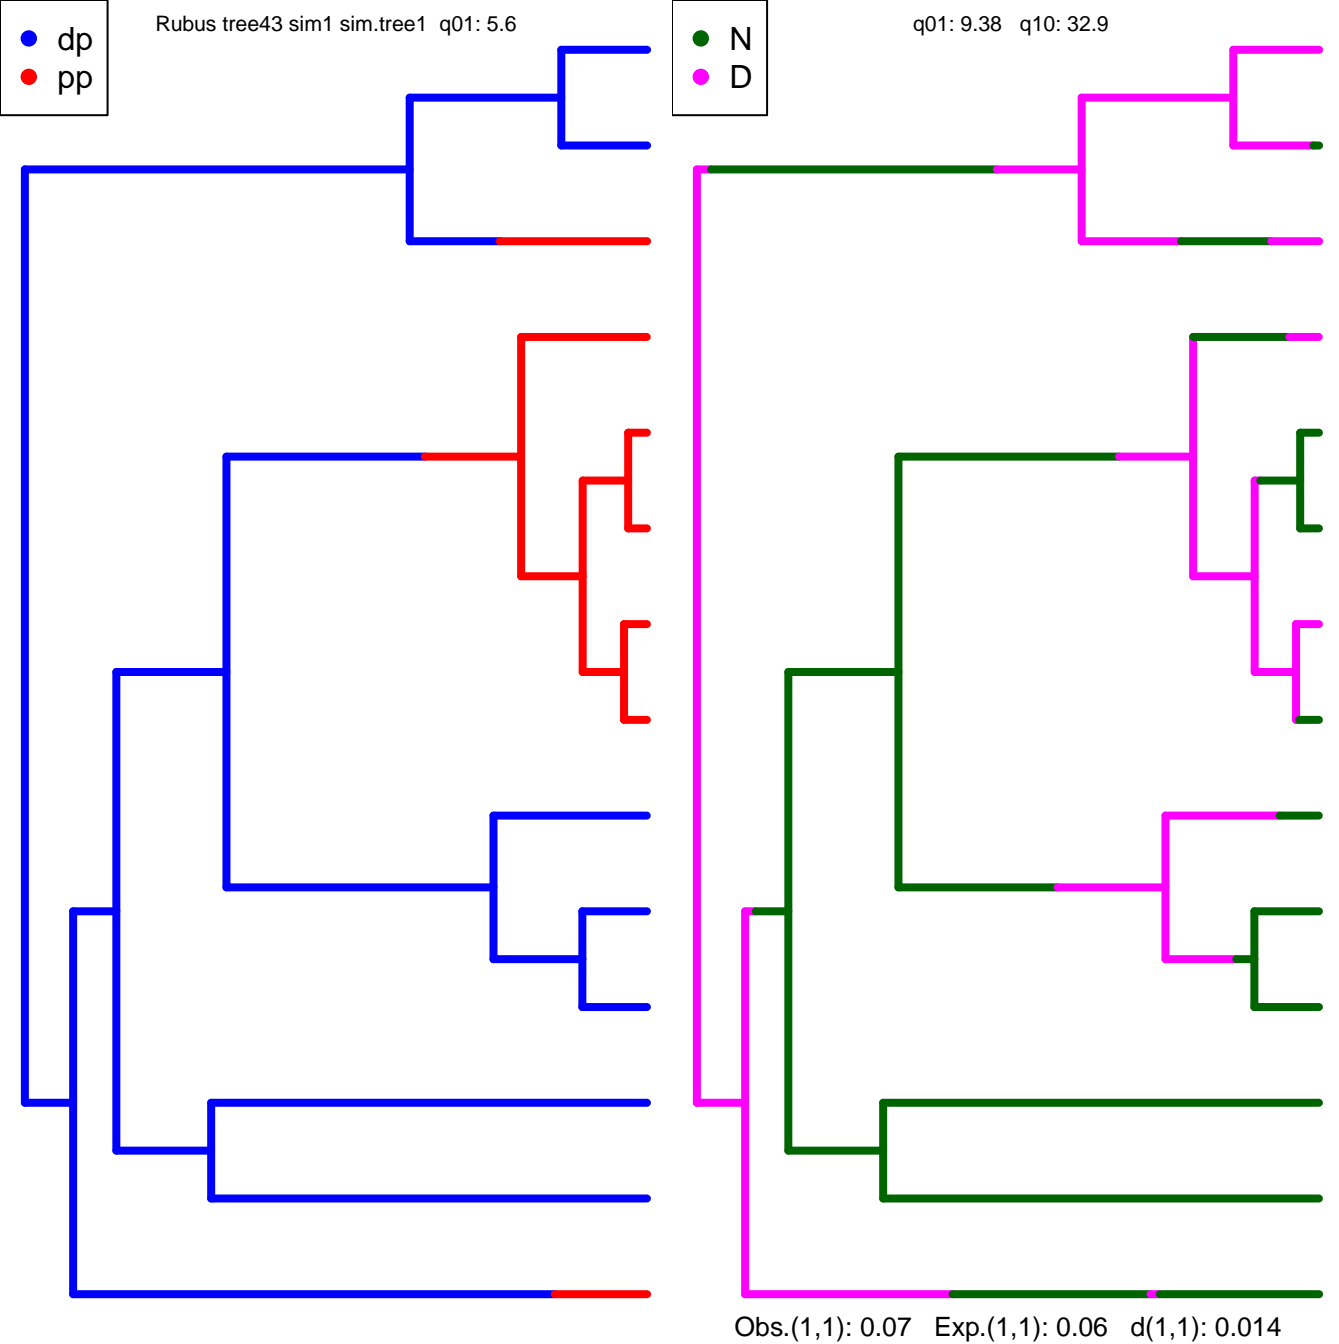 Rubus tree43 sim1 sim.tree1  q01: 5.6
dp
pp
q01: 9.38   q10: 32.9
N
D
Obs.(1,1): 0.07   Exp.(1,1): 0.06   d(1,1): 0.014